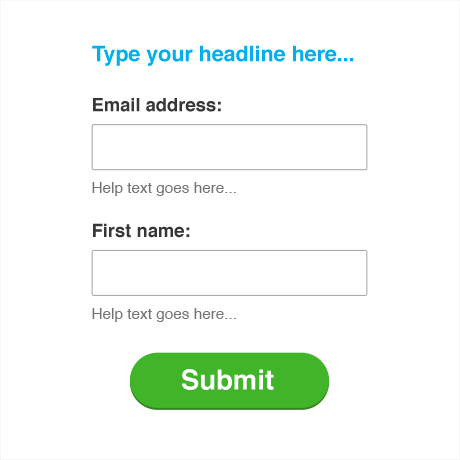 Type your headline here...
Email address:
Help text goes here...
First name:
Help text goes here...
Submit